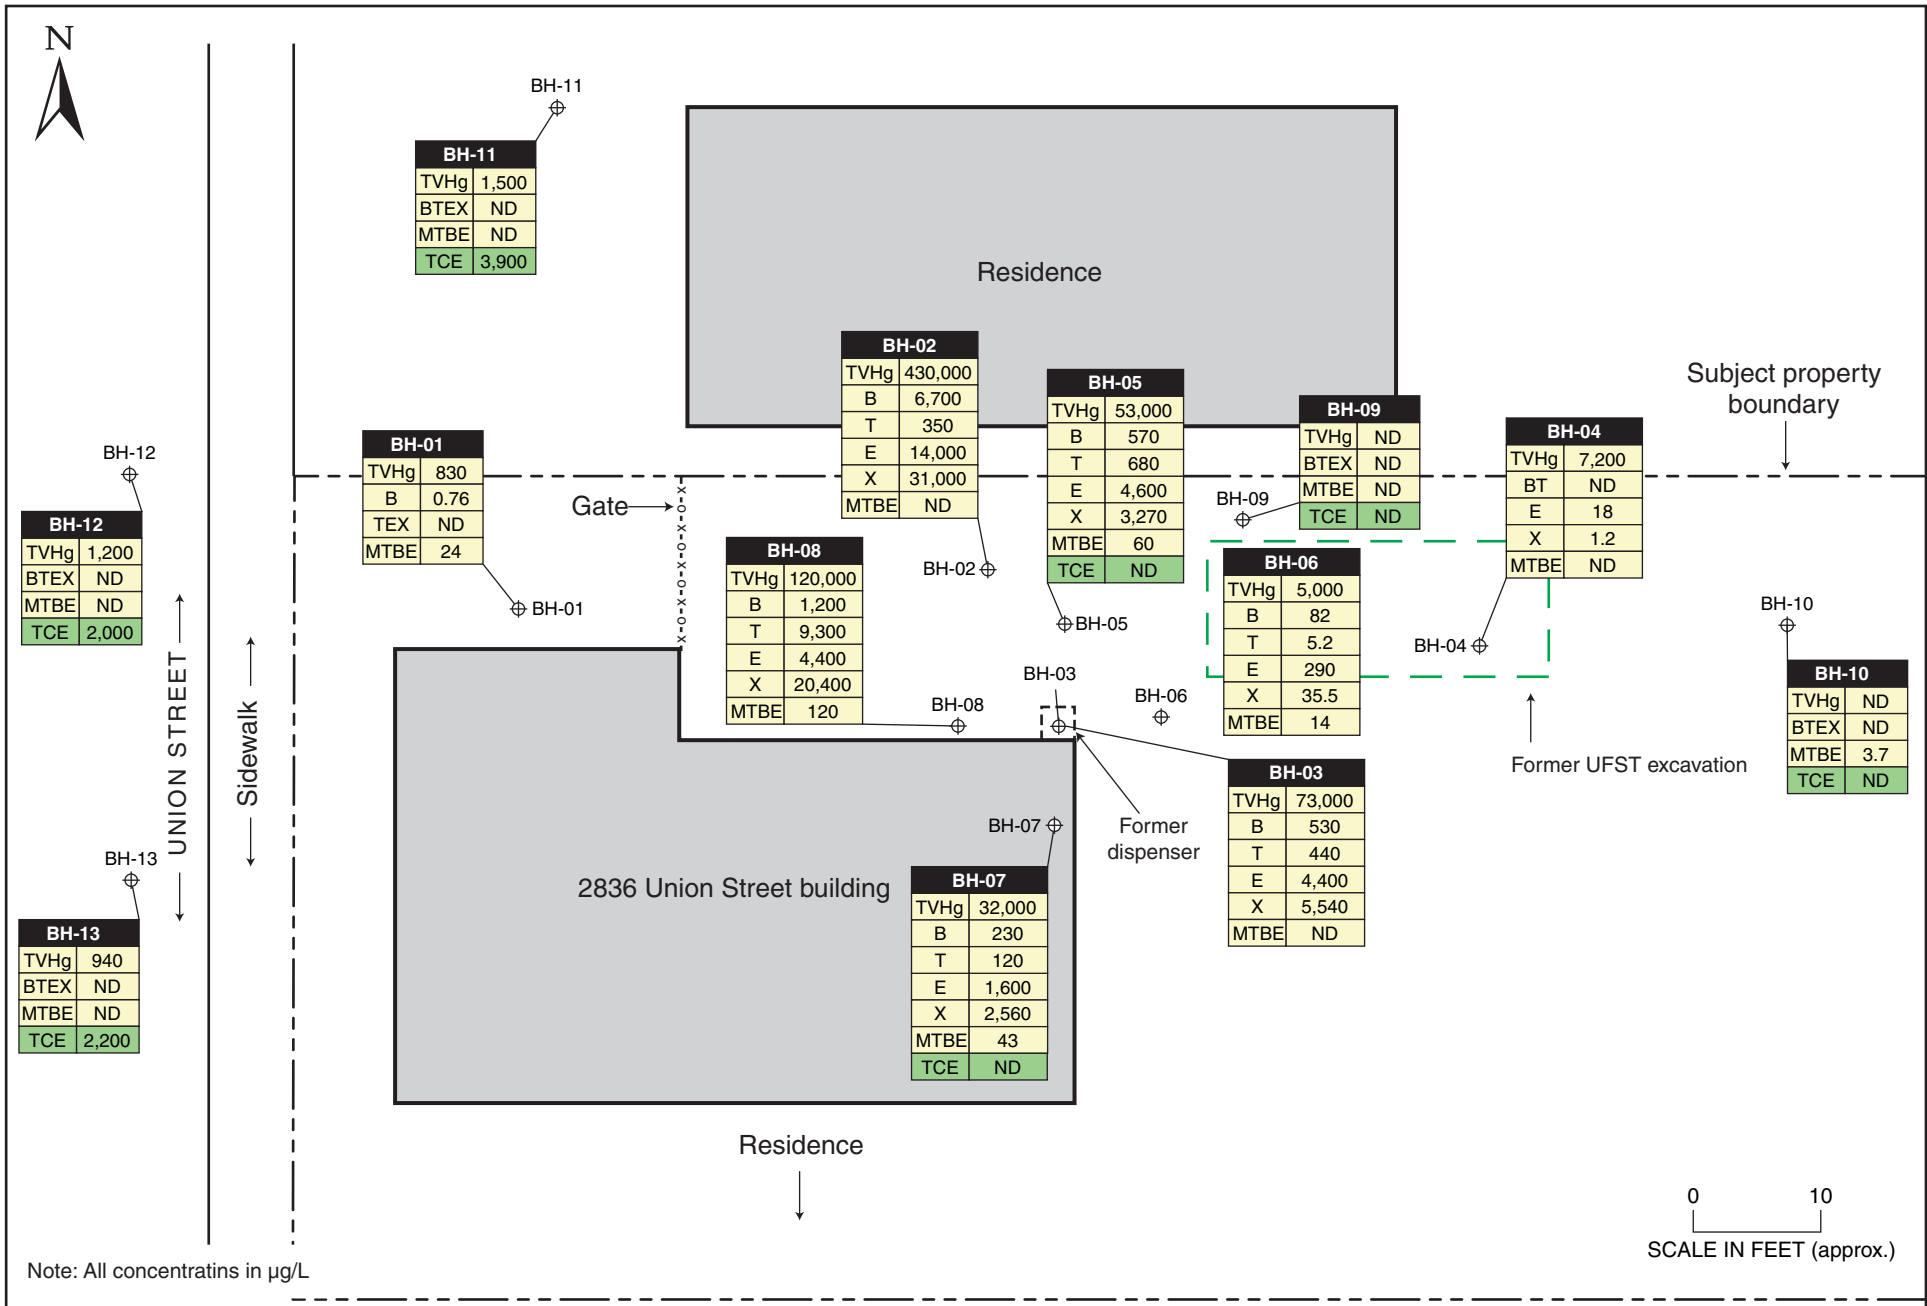 N
BH-11
BH-11
TVHg 1,500
BTEX ND
MTBE ND
TCE 3,900
Residence
BH-02
TVHg 430,000
B 6,700
T 350
E 14,000
X 31,000
MTBE ND
BH-05
TVHg 53,000
B 570
T 680
E 4,600
X 3,270
MTBE 60
TCE ND
BH-09
TVHg ND
BTEX ND
MTBE ND
TCE ND
BH-04
TVHg 7,200
BT ND
E 18
X 1.2
MTBE ND
Subject property
boundary
BH-12
BH-12
TVHg 1,200
BTEX ND
MTBE ND
TCE 2,000
BH-01
TVHg 830
B 0.76
TEX ND
MTBE 24
Gate
xoxoxoxox
BH-09
BH-02
BH-01
BH-05
BH-04
BH-08
TVHg 120,000
B 1,200
T 9,300
E 4,400
X 20,400
MTBE 120
BH-06
TVHg 5,000
B 82
T 5.2
E 290
X 35.5
MTBE 14
BH-10
BH-10
TVHg ND
BTEX ND
MTBE 3.7
TCE ND
UNION STREET
Sidewalk
BH-03
BH-06
BH-08
Former UFST excavation
BH-03
TVHg 73,000
B 530
T 440
E 4,400
X 5,540
MTBE ND
Former
dispenser
BH-07
BH-13
BH-13
TVHg 940
BTEX ND
MTBE ND
TCE 2,200
2836 Union Street building
BH-07
TVHg 32,000
B 230
T 120
E 1,600
X 2,560
MTBE 43
TCE ND
Residence
0 10
SCALE IN FEET (approx.)
Note: All concentratins in µg/L